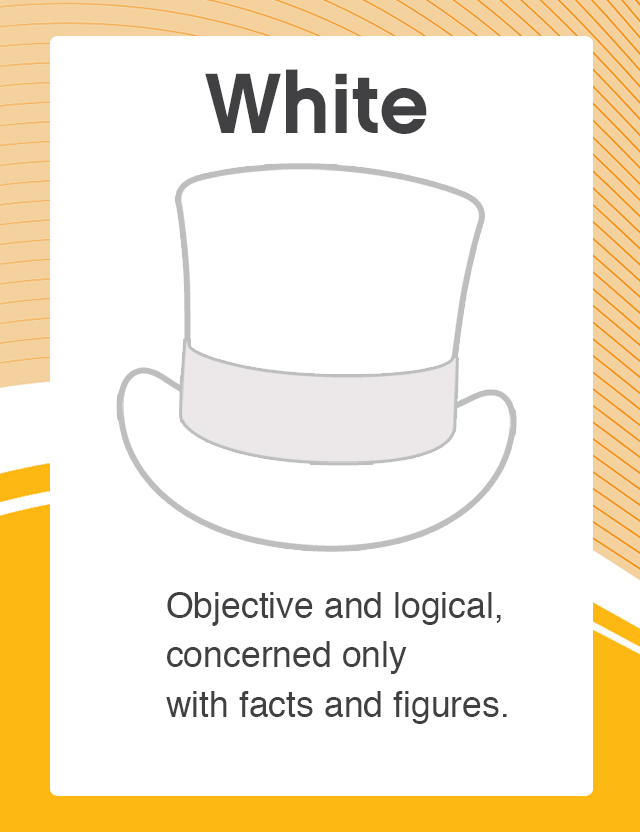 White
Objective and logical,
concerned only
with facts and figures.